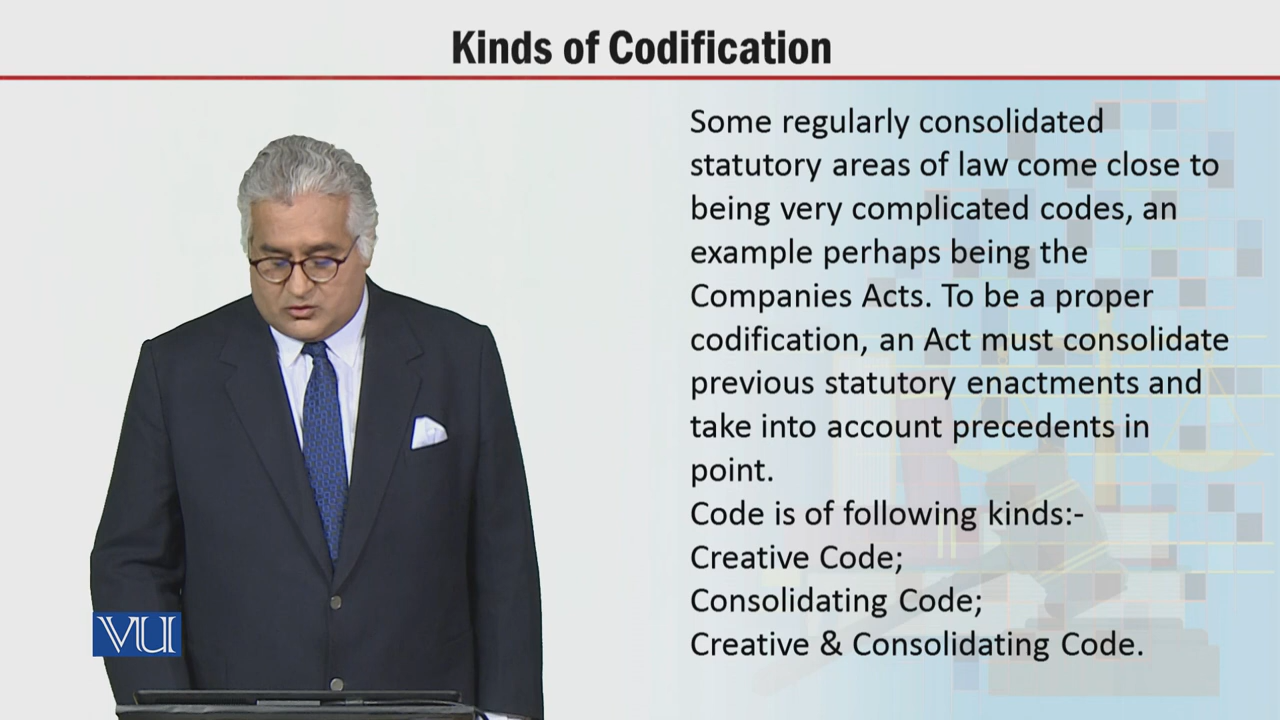 Kinds of Codification
Some regularly consolidated
statutory areas of law come close to
being very complicated codes, an
example perhaps being the
Companies Acts. To be a proper
codification, an Act must consolidate
previous statutory enactments and
take into account precedents in
point.
Code is of following kinds:-
Creative Code;
Consolidating Code;
Creative & Consolidating Code.
VU